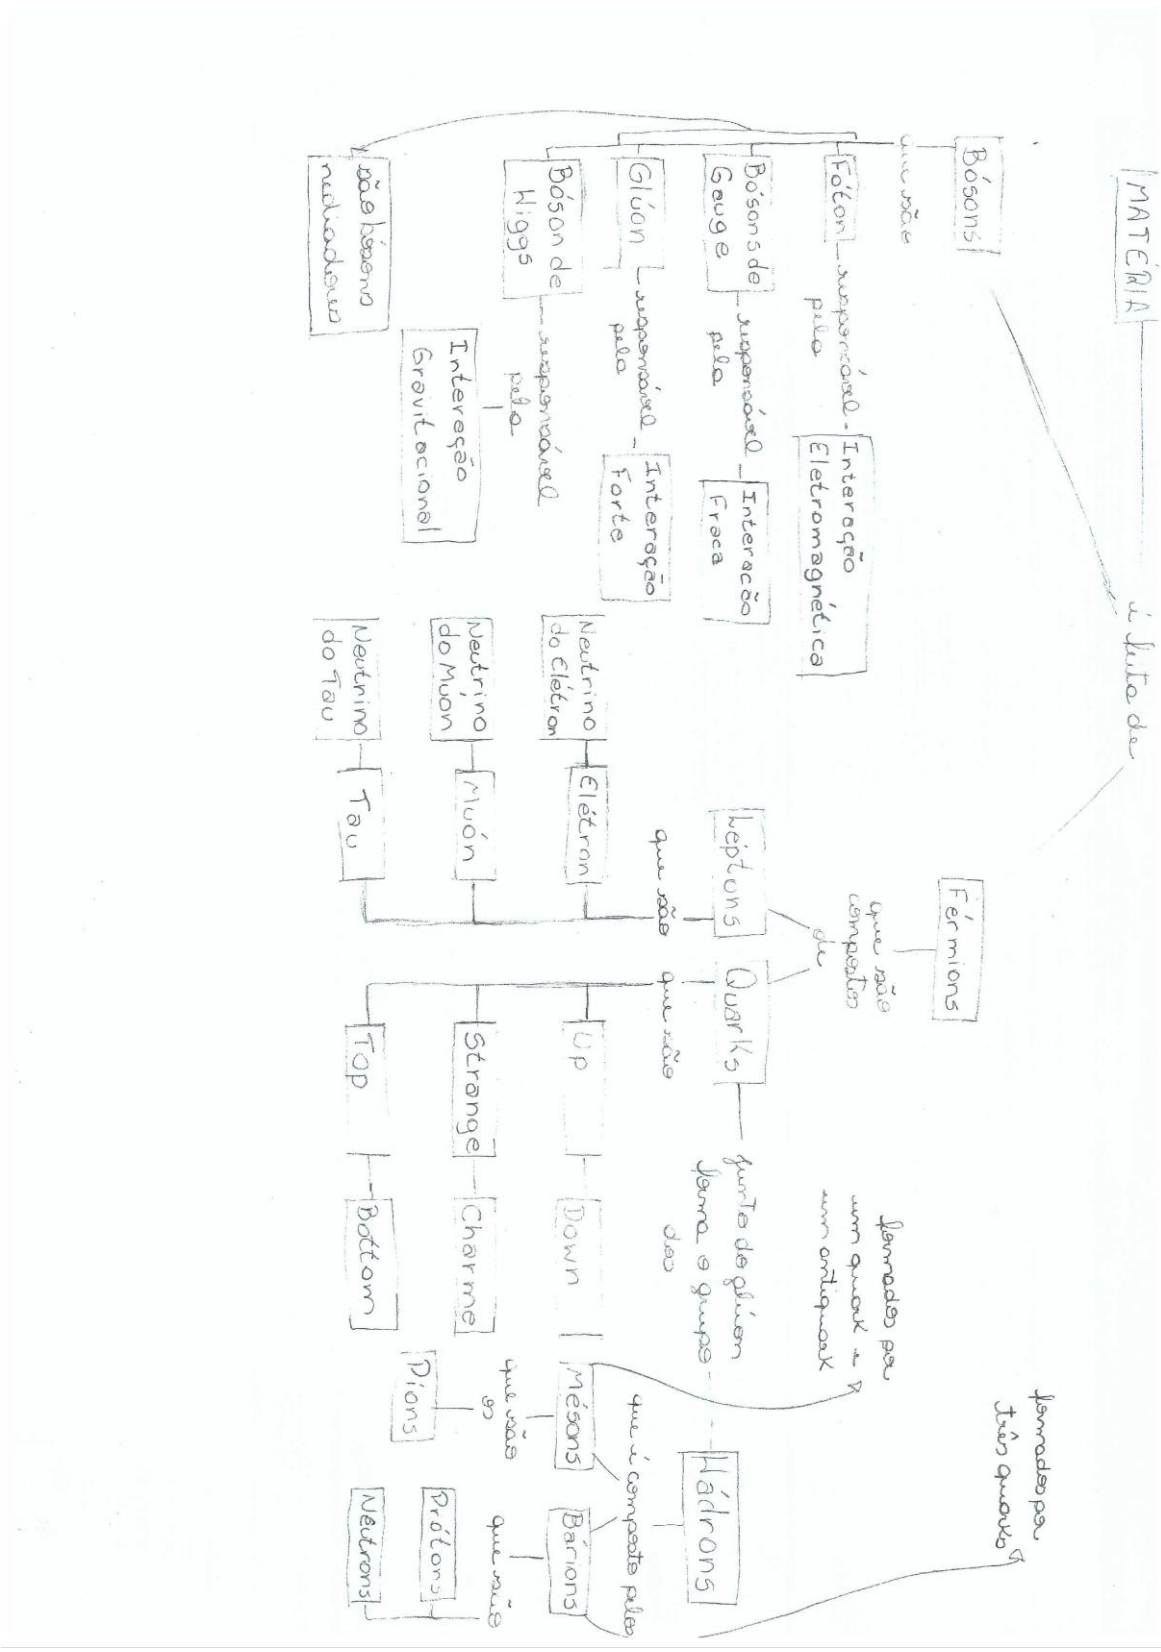 MATÉRIA
é feita de
Bósons
que são
Fóton
responsável
pela
Interação
Eletromagnética
Bósons de
Gauge
responsável
pela
Interacão
Fraca
Glúon
responsável
pela
Interação
Forte
Bóson de
Higgs
responsável
pela
Interação
Gravitacional
são bósons
mediadores
Férmions
que são
compostos
de
Léptons
que são
Elétron
Neutrino
do Elétron
Muón
Neutrino
do Muón
Tau
Neutrino
do Tau
Quarks
que são
Up
Down
Strange
Charme
Top
Bottom
junto do glúon
forma o grupo
dos
Hádrons
que é composto pelos
Mésons
formados por
um quark e
um antiquark
que são
os
Píons
Bárions
formados por
três quarks
que são
Prótons
Nêutrons